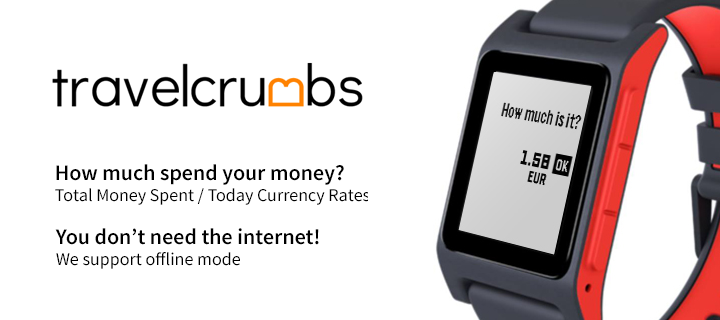 travelcrumbs
How much spend your money?
Total Money Spent / Today Currency Rates
You don’t need the internet!
We support offline mode
How much is it?
1.58 OK
EUR